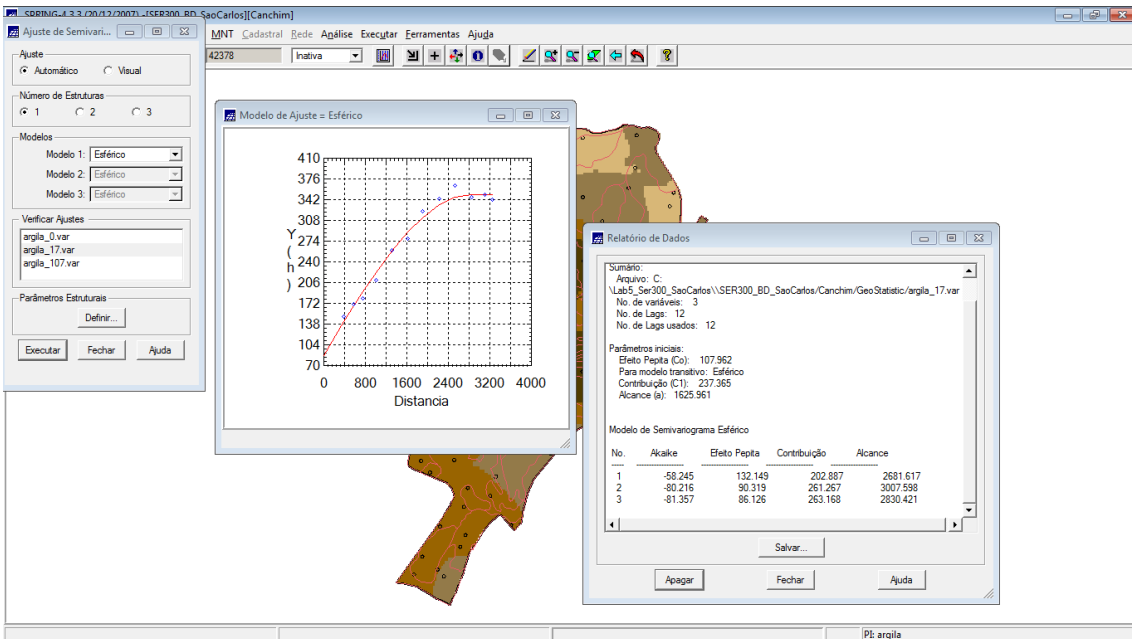 SPRING-4.3.3 (20/12/2007) -[SER300_BD_SaoCarlos][Canchim]
MNT Cadastral Rede Análise Executar Ferramentas Ajuda
42378 Inativa
Ajuste de Semivari...
Ajuste
Automático Visual
Número de Estruturas
1 2 3
Modelos
Modelo 1: Esférico
Modelo 2: Esférico
Modelo 3: Esférico
Verificar Ajustes
argila_0.var
argila_17.var
argila_107.var
Parâmetros Estruturais
Definir...
Executar Fechar Ajuda
Modelo de Ajuste = Esférico
410
376
342
308
274
240
206
172
138
104
70
Y(h)
0 800 1600 2400 3200 4000
Distancia
Relatório de Dados
Sumário:
Arquivo: C:
\Lab5_Ser300_SaoCarlos\\SER300_BD_SaoCarlos/Canchim/GeoStatistic/argila_17.var
No. de variáveis: 3
No. de Lags: 12
No. de Lags usados: 12
Parâmetros iniciais:
Efeito Pepita (Co): 107.962
Para modelo transitivo: Esférico
Contribuição (C1): 237.365
Alcance (a): 1625.961
Modelo de Semivariograma Esférico
No. Akaike Efeito Pepita Contribuição Alcance
1 -58.245 132.149 202.887 2681.617
2 -80.216 90.319 261.267 3007.598
3 -81.357 86.126 263.168 2830.421
Salvar...
Apagar Fechar Ajuda
PI: argila